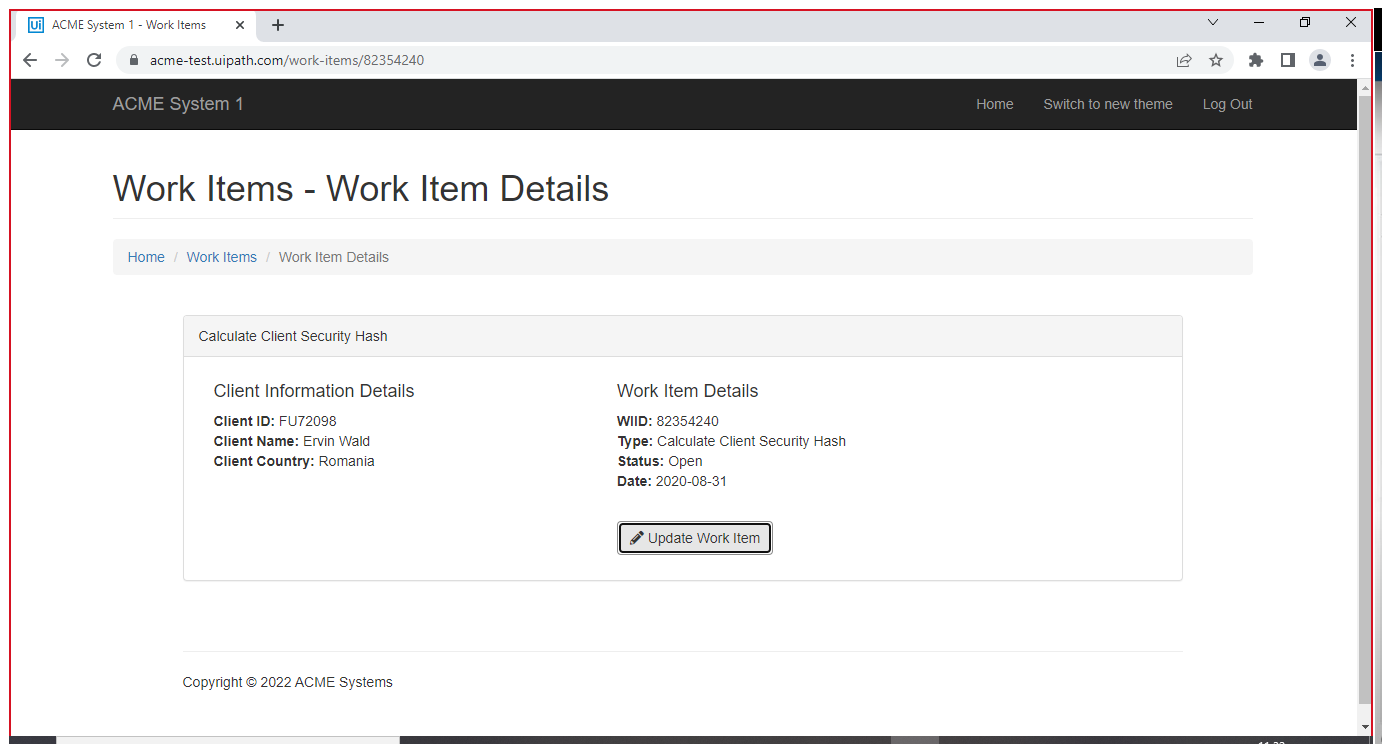 Ui ACME System 1 - Work Items
acme-test.uipath.com/work-items/82354240
ACME System 1 Home Switch to new theme Log Out
Work Items - Work Item Details
Home / Work Items / Work Item Details
Calculate Client Security Hash
Client Information Details
Client ID: FU72098
Client Name: Ervin Wald
Client Country: Romania
Work Item Details
WIID: 82354240
Type: Calculate Client Security Hash
Status: Open
Date: 2020-08-31
Update Work Item
Copyright © 2022 ACME Systems